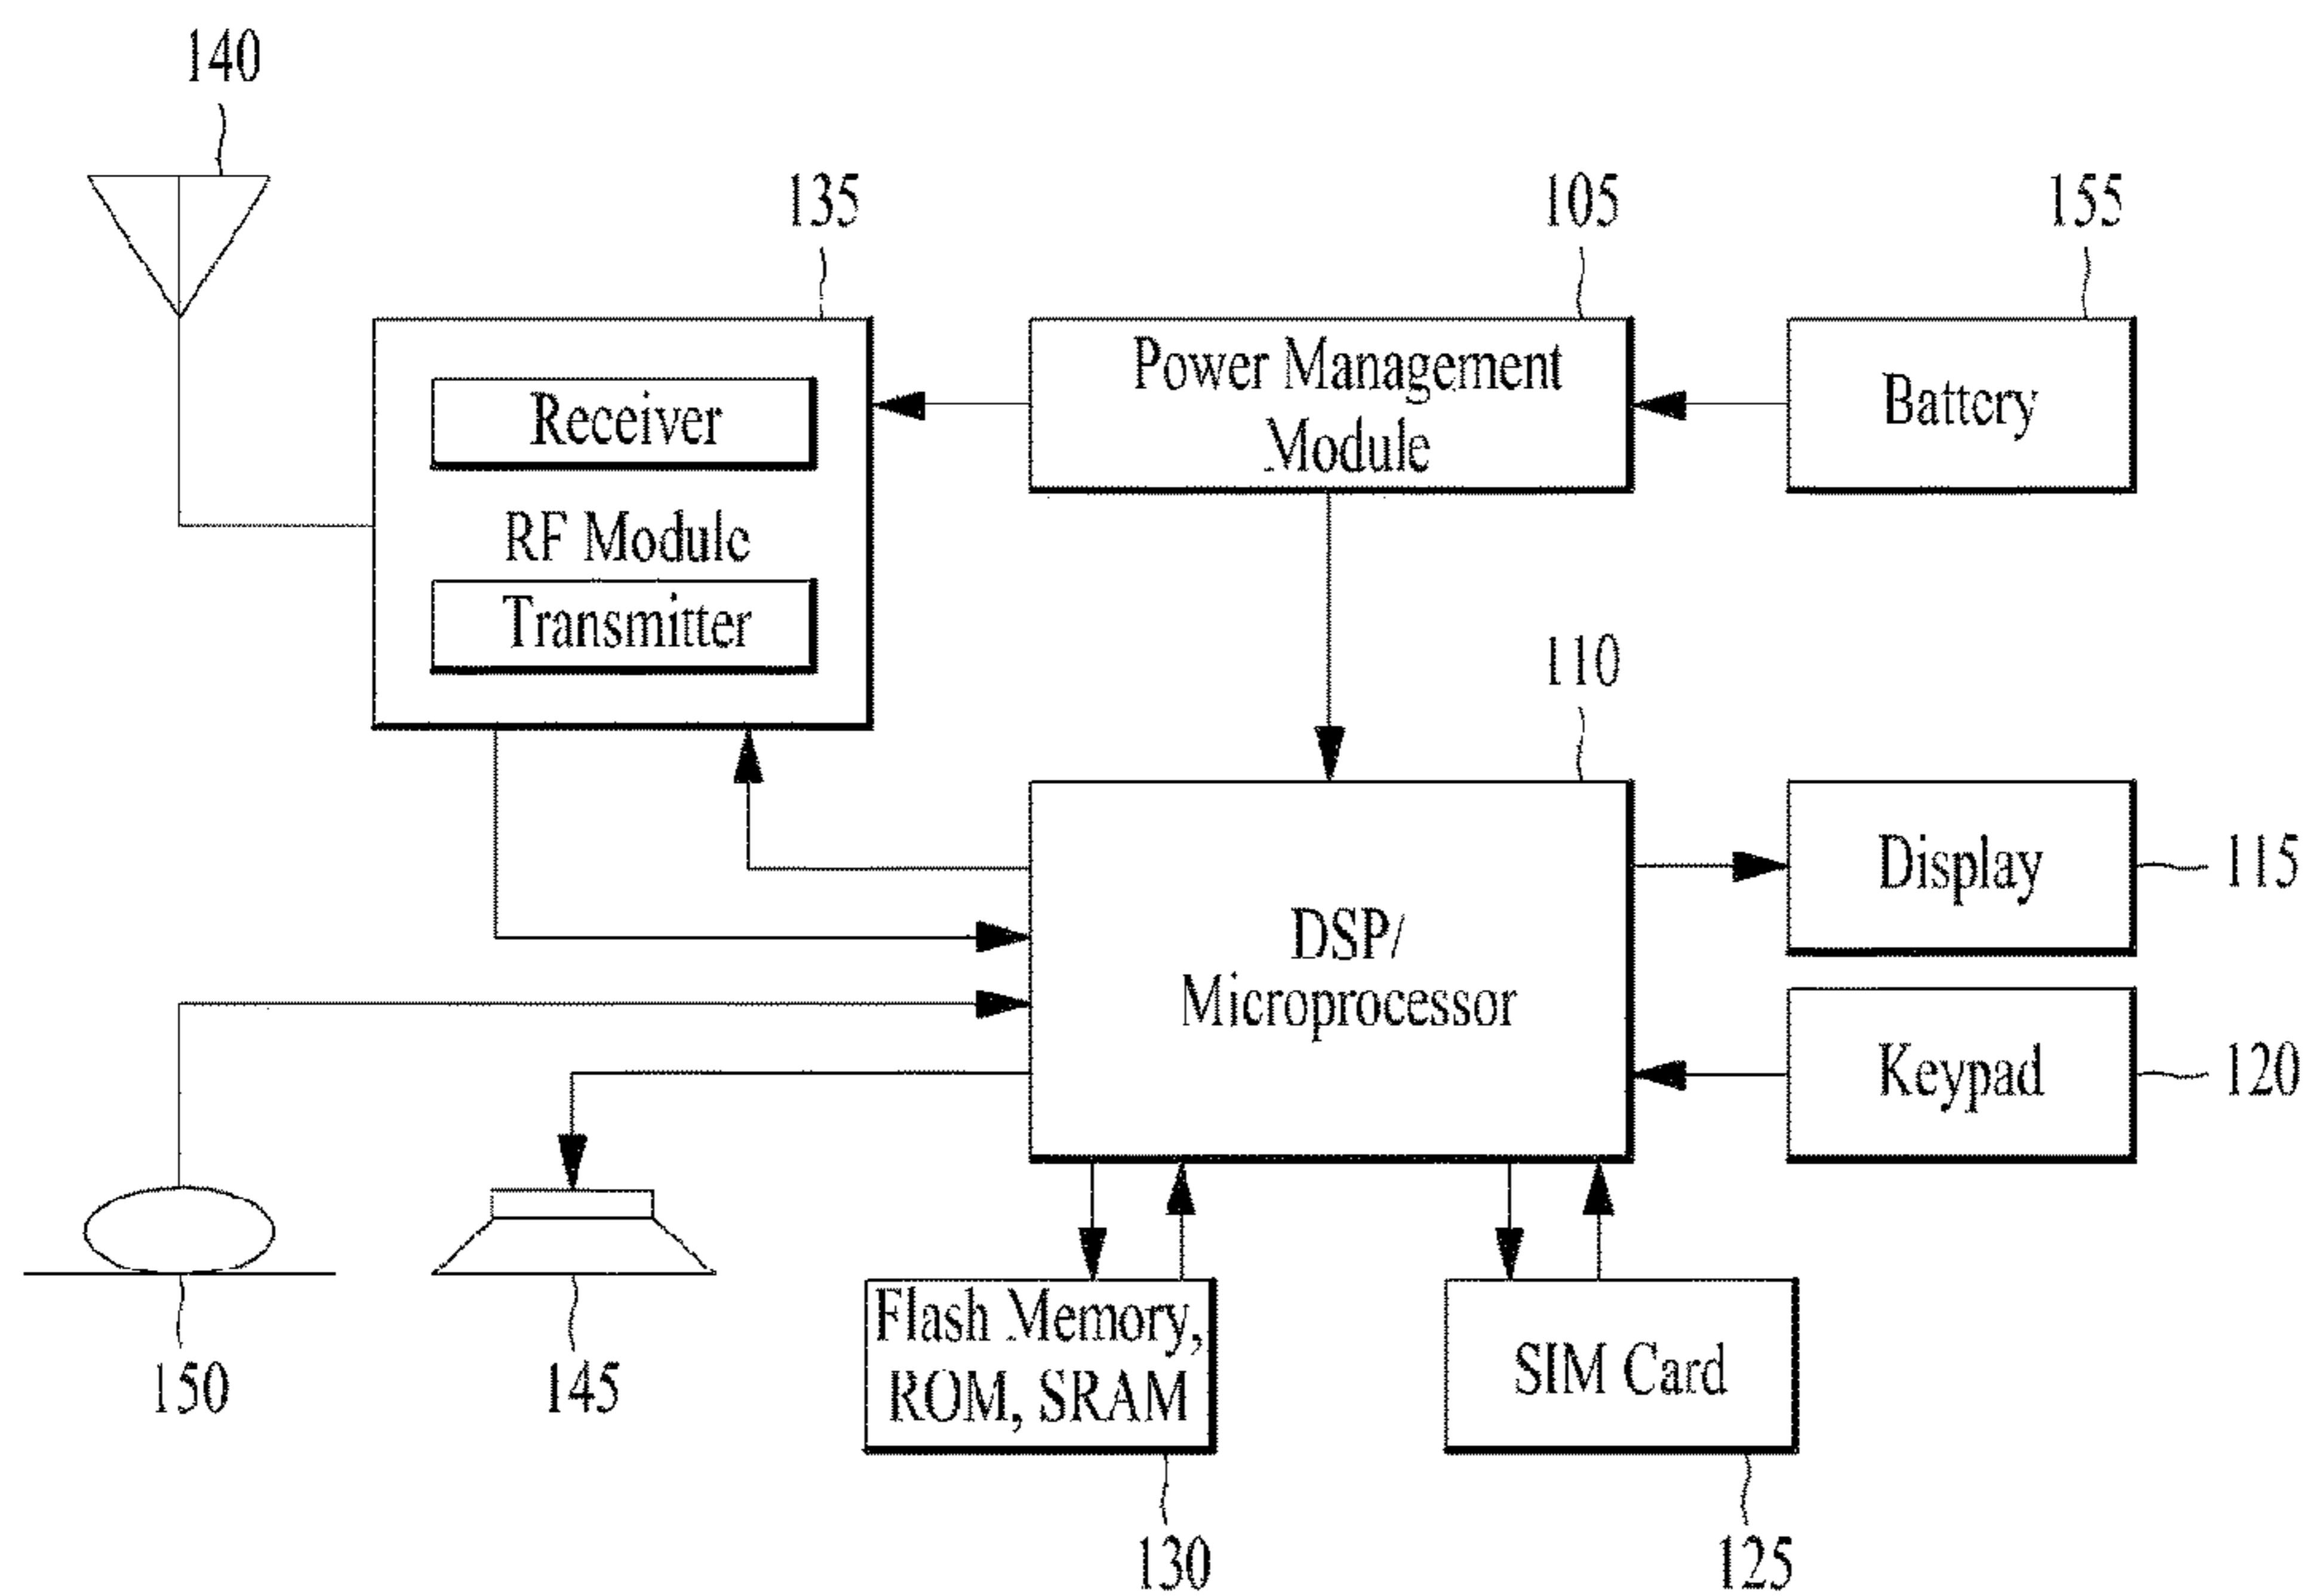 140
135
105
155
Receiver
RF Module
Transmitter
Power Management
Module
Battery
110
DSP/
Microprocessor
Display
115
Keypad
120
150
145
Flash Memory,
ROM, SRAM
130
SIM Card
125